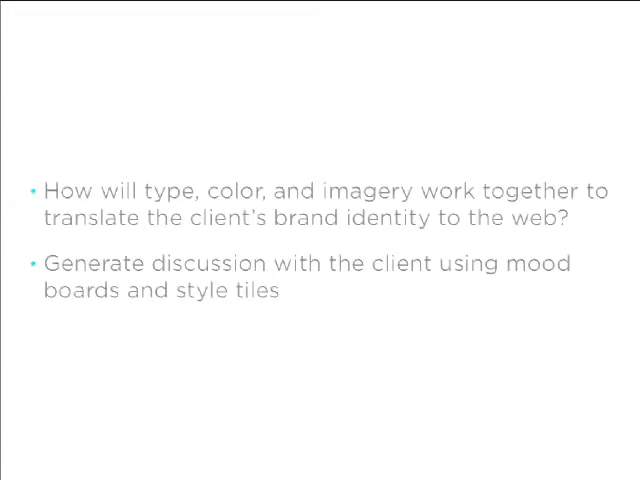 • How will type, color, and imagery work together to
translate the client's brand identity to the web?
• Generate discussion with the client using mood
boards and style tiles